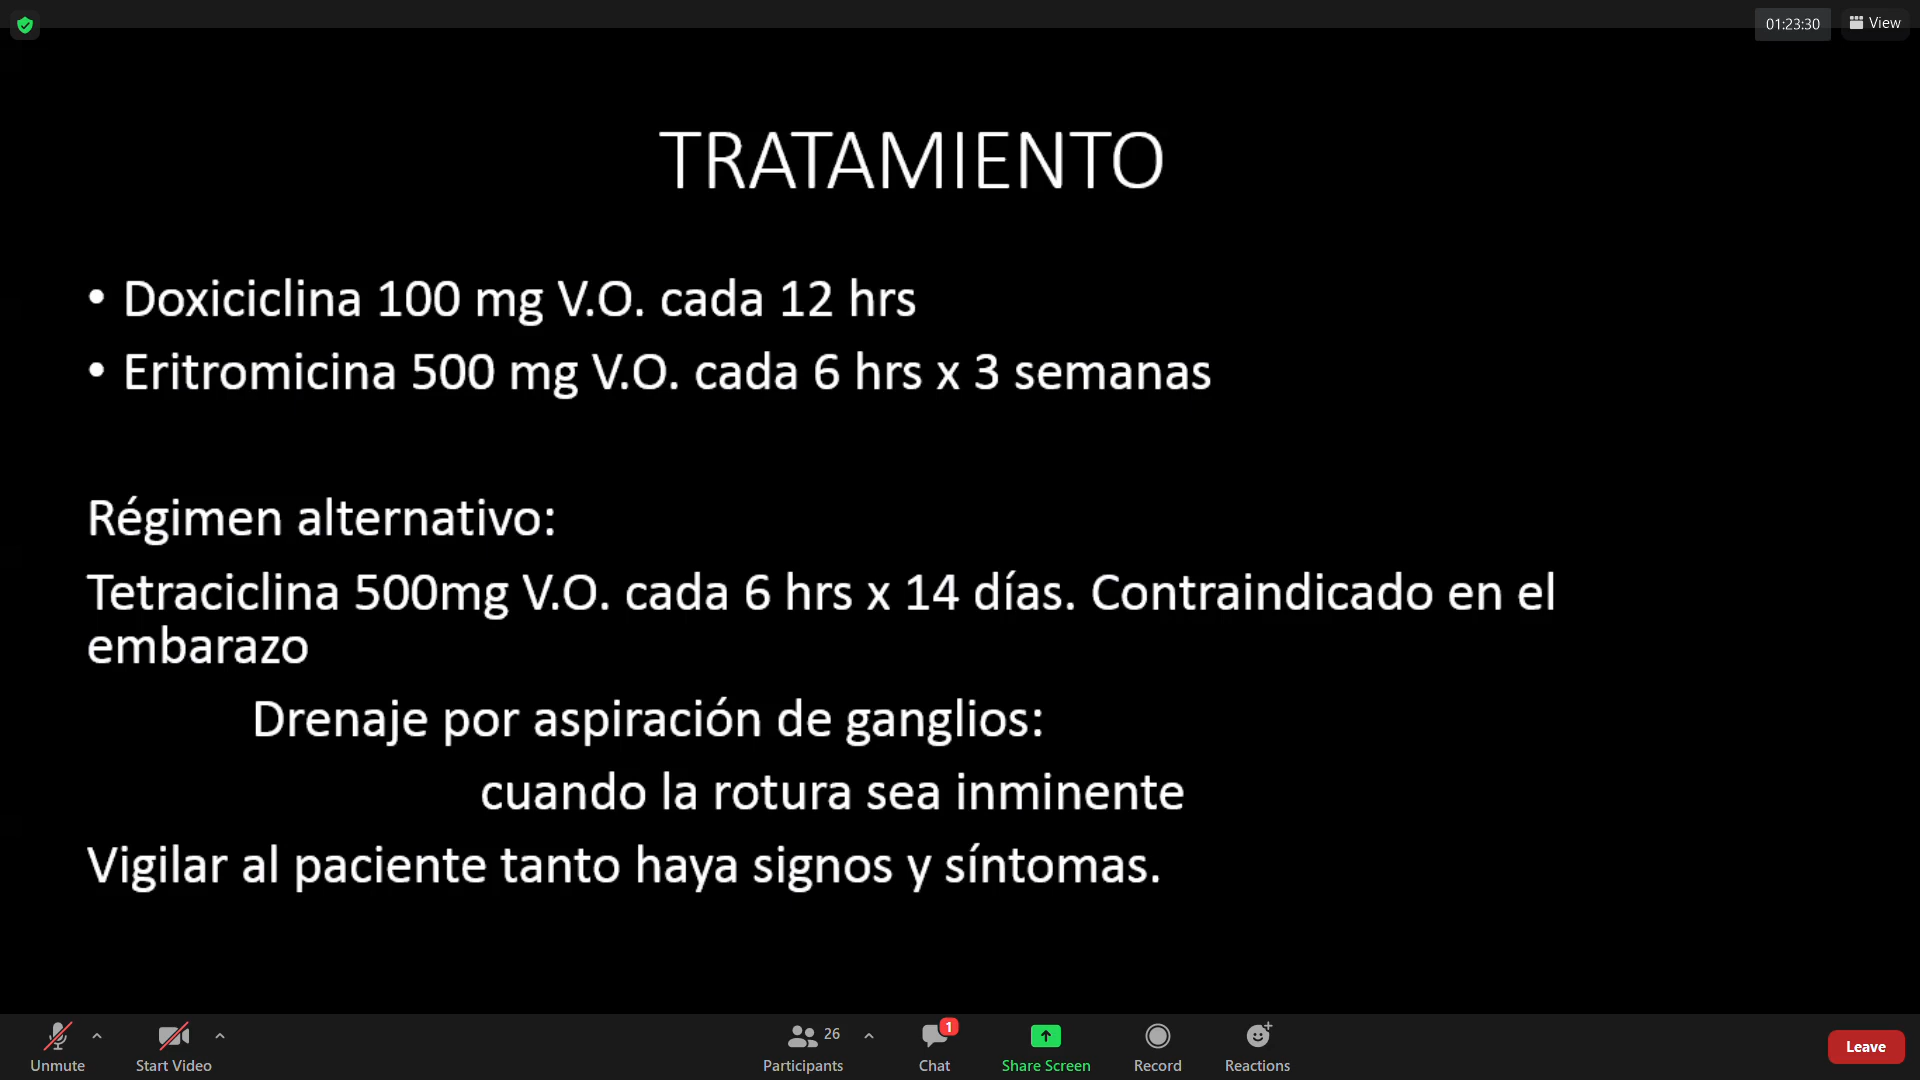 01:23:30
View
TRATAMIENTO
• Doxiciclina 100 mg V.O. cada 12 hrs
• Eritromicina 500 mg V.O. cada 6 hrs x 3 semanas
Régimen alternativo:
Tetraciclina 500mg V.O. cada 6 hrs x 14 días. Contraindicado en el
embarazo
Drenaje por aspiración de ganglios:
cuando la rotura sea inminente
Vigilar al paciente tanto haya signos y síntomas.
Unmute
Start Video
26
Participants
1
Chat
Share Screen
Record
Reactions
Leave